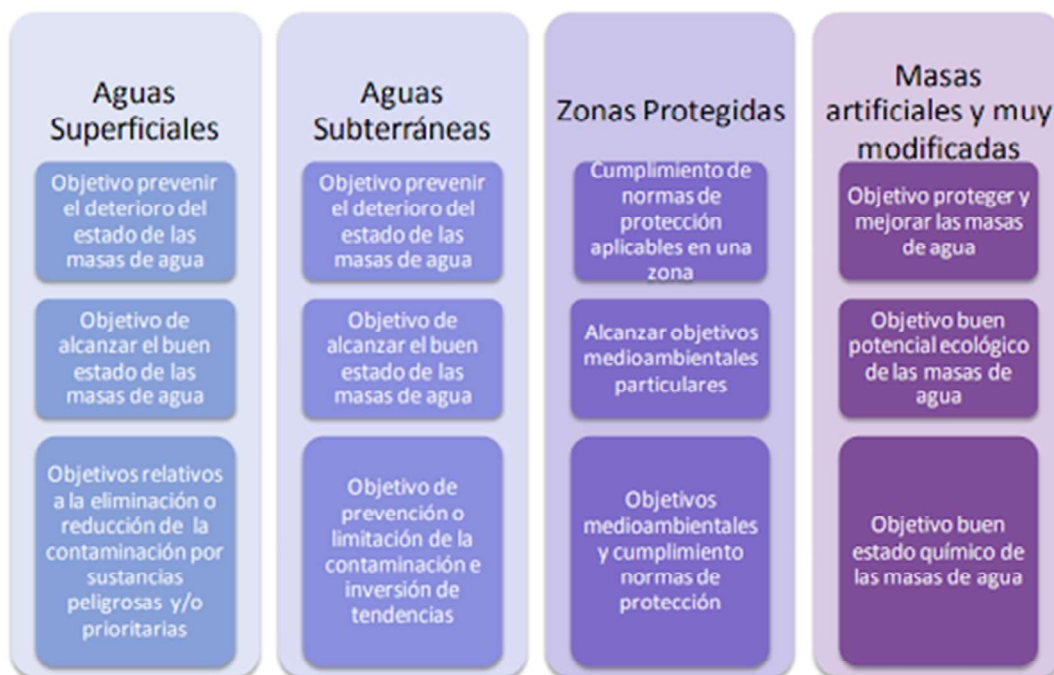 Aguas
Superficiales
Objetivo prevenir
el deterioro del
estado de las
masas de agua
Objetivo de
alcanzar el buen
estado de las
masas de agua
Objetivos relativos
a la eliminación o
reducción de la
contaminación por
sustancias
peligrosas y/o
prioritarias
Aguas
Subterráneas
Objetivo prevenir
el deterioro del
estado de las
masas de agua
Objetivo de
alcanzar el buen
estado de las
masas de agua
Objetivo de
prevención o
limitación de la
contaminación e
inversión de
tendencias
Zonas Protegidas
Cumplimiento de
normas de
protección
aplicables en una
zona
Alcanzar objetivos
medioambientales
particulares
Objetivos
medioambientales
y cumplimiento
normas de
protección
Masas
artificiales y muy
modificadas
Objetivo proteger y
mejorar las masas
de agua
Objetivo buen
potencial ecológico
de las masas de
agua
Objetivo buen
estado químico de
las masas de agua